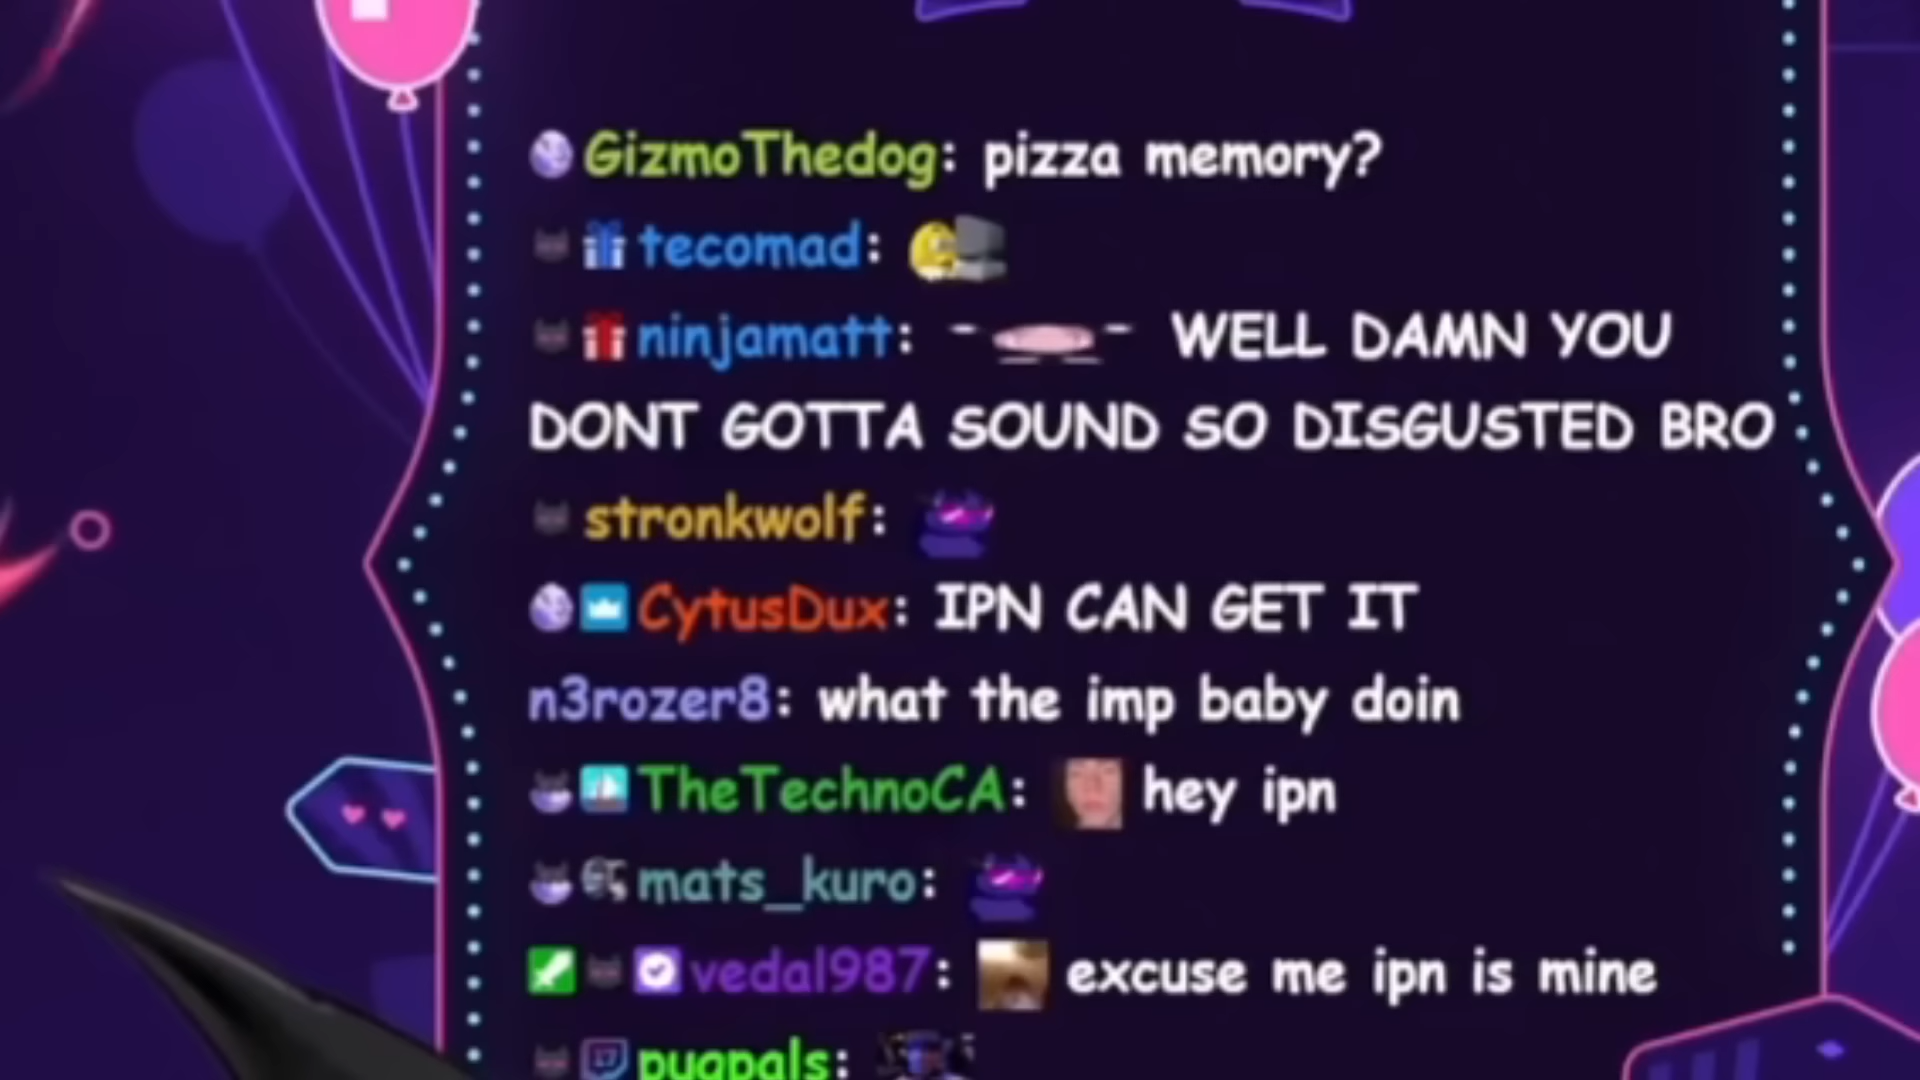 GizmoThedog: pizza memory?
tecomad:
ninjamatt: WELL DAMN YOU
DONT GOTTA SOUND SO DISGUSTED BRO
stronkwolf:
CytusDux: IPN CAN GET IT
n3rozer8: what the imp baby doin
TheTechnoCA: hey ipn
mats_kuro:
vedal987: excuse me ipn is mine
pugpals: